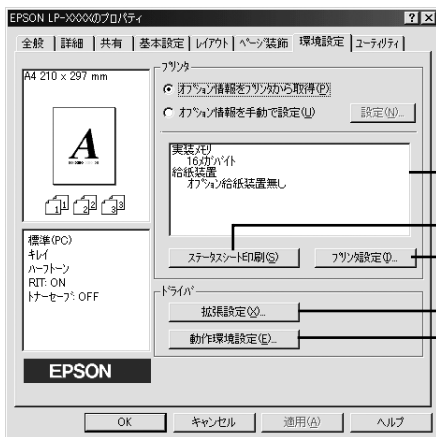 EPSON LP-XXXXのプロパティ
全般 詳細 共有 基本設定 レイアウト ページ装飾 環境設定 ユーティリティ
A4 210 x 297 mm
A
1 1 2 2 3 3
標準(PC)
キレイ
ハーフトーン
RIT: ON
トナーセーブ: OFF
EPSON
プリンタ
オプション情報をプリンタから取得(P)
オプション情報を手動で設定(U)
設定(N)...
実装メモリ
16メガバイト
給紙装置
オプション給紙装置無し
ステータスシート印刷(S)
プリンタ設定(I)...
ドライバ
拡張設定(X)...
動作環境設定(E)...
OK キャンセル 適用(A) ヘルプ